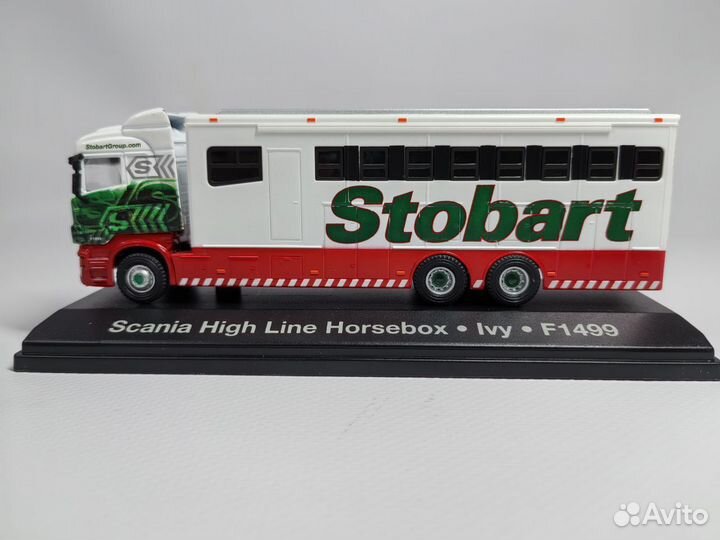 StobartGroup.com
S
Stobart
Scania High Line Horsebox • Ivy • F1499
Avito